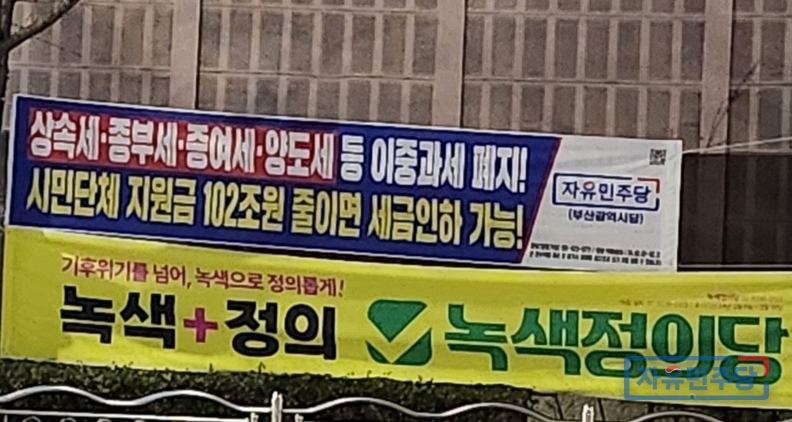 상속세·종부세·증여세·양도세 등 이중과세 폐지!
시민단체 지원금 102조원 줄이면 세금인하 가능!
자유민주당
(부산광역시당)
기후위기를 넘어, 녹색으로 정의롭게!
녹색+정의
녹색정의당
자유민주당